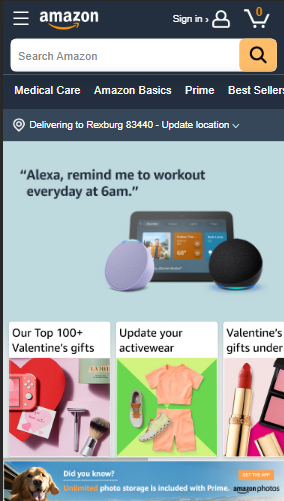 amazon
Sign in ›
0
Search Amazon
Medical Care Amazon Basics Prime Best Sellers
Delivering to Rexburg 83440 - Update location
“Alexa, remind me to workout
everyday at 6am.”
Our Top 100+
Valentine's gifts
Update your
activewear
Valentine's
gifts under
Did you know?
Unlimited photo storage is included with Prime.
GET THE APP
amazon photos